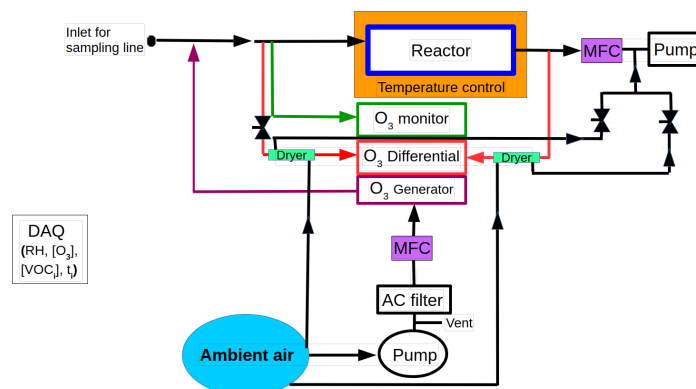 Inlet for
sampling line
Reactor
Temperature control
MFC
Pump
O₃ monitor
Dryer
O₃ Differential
Dryer
O₃ Generator
DAQ
(RH, [O₃],
[VOCᵢ], tᵢ)
MFC
AC filter
Vent
Ambient air
Pump